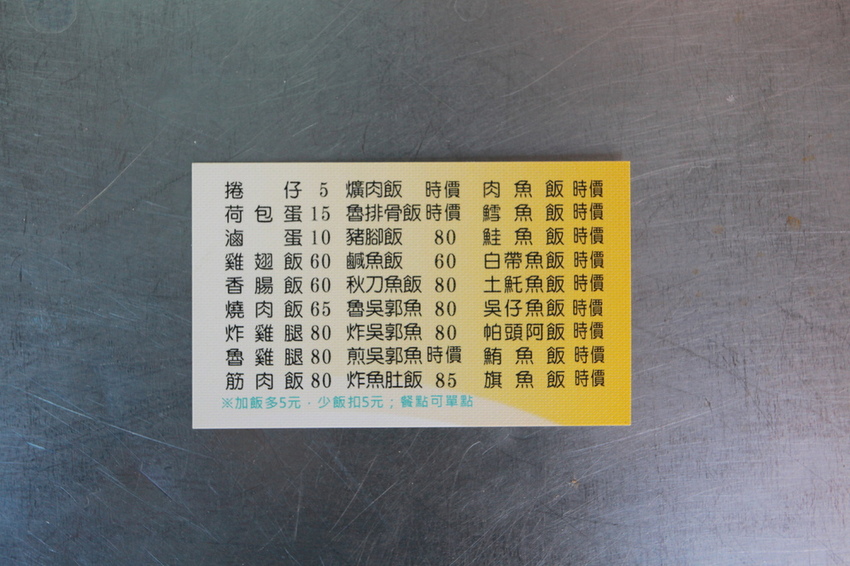 捲仔 5 爌肉飯 時價 肉魚飯 時價
荷包蛋 15 魯排骨飯 時價 鱈魚飯 時價
滷蛋 10 豬腳飯 80 鮭魚飯 時價
雞翅飯 60 鹹魚飯 60 白帶魚飯 時價
香腸飯 60 秋刀魚飯 80 土魠魚飯 時價
燒肉飯 65 魯吳郭魚 80 吳仔魚飯 時價
炸雞腿 80 炸吳郭魚 80 帕頭阿飯 時價
魯雞腿 80 煎吳郭魚 時價 鮪魚飯 時價
筋肉飯 80 炸魚肚飯 85 旗魚飯 時價
※加飯多5元，少飯扣5元；餐點可單點